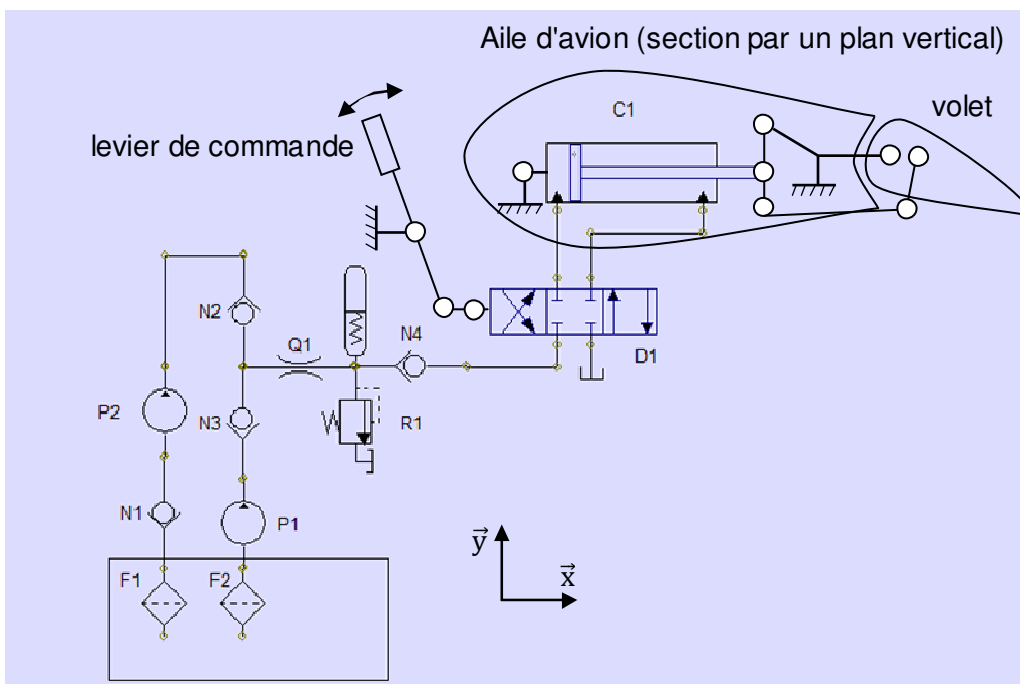 Aile d'avion (section par un plan vertical)
C1
volet
levier de commande
N2
Q1
N4
D1
P2
N3
R1
N1
P1
F1
F2
y
x